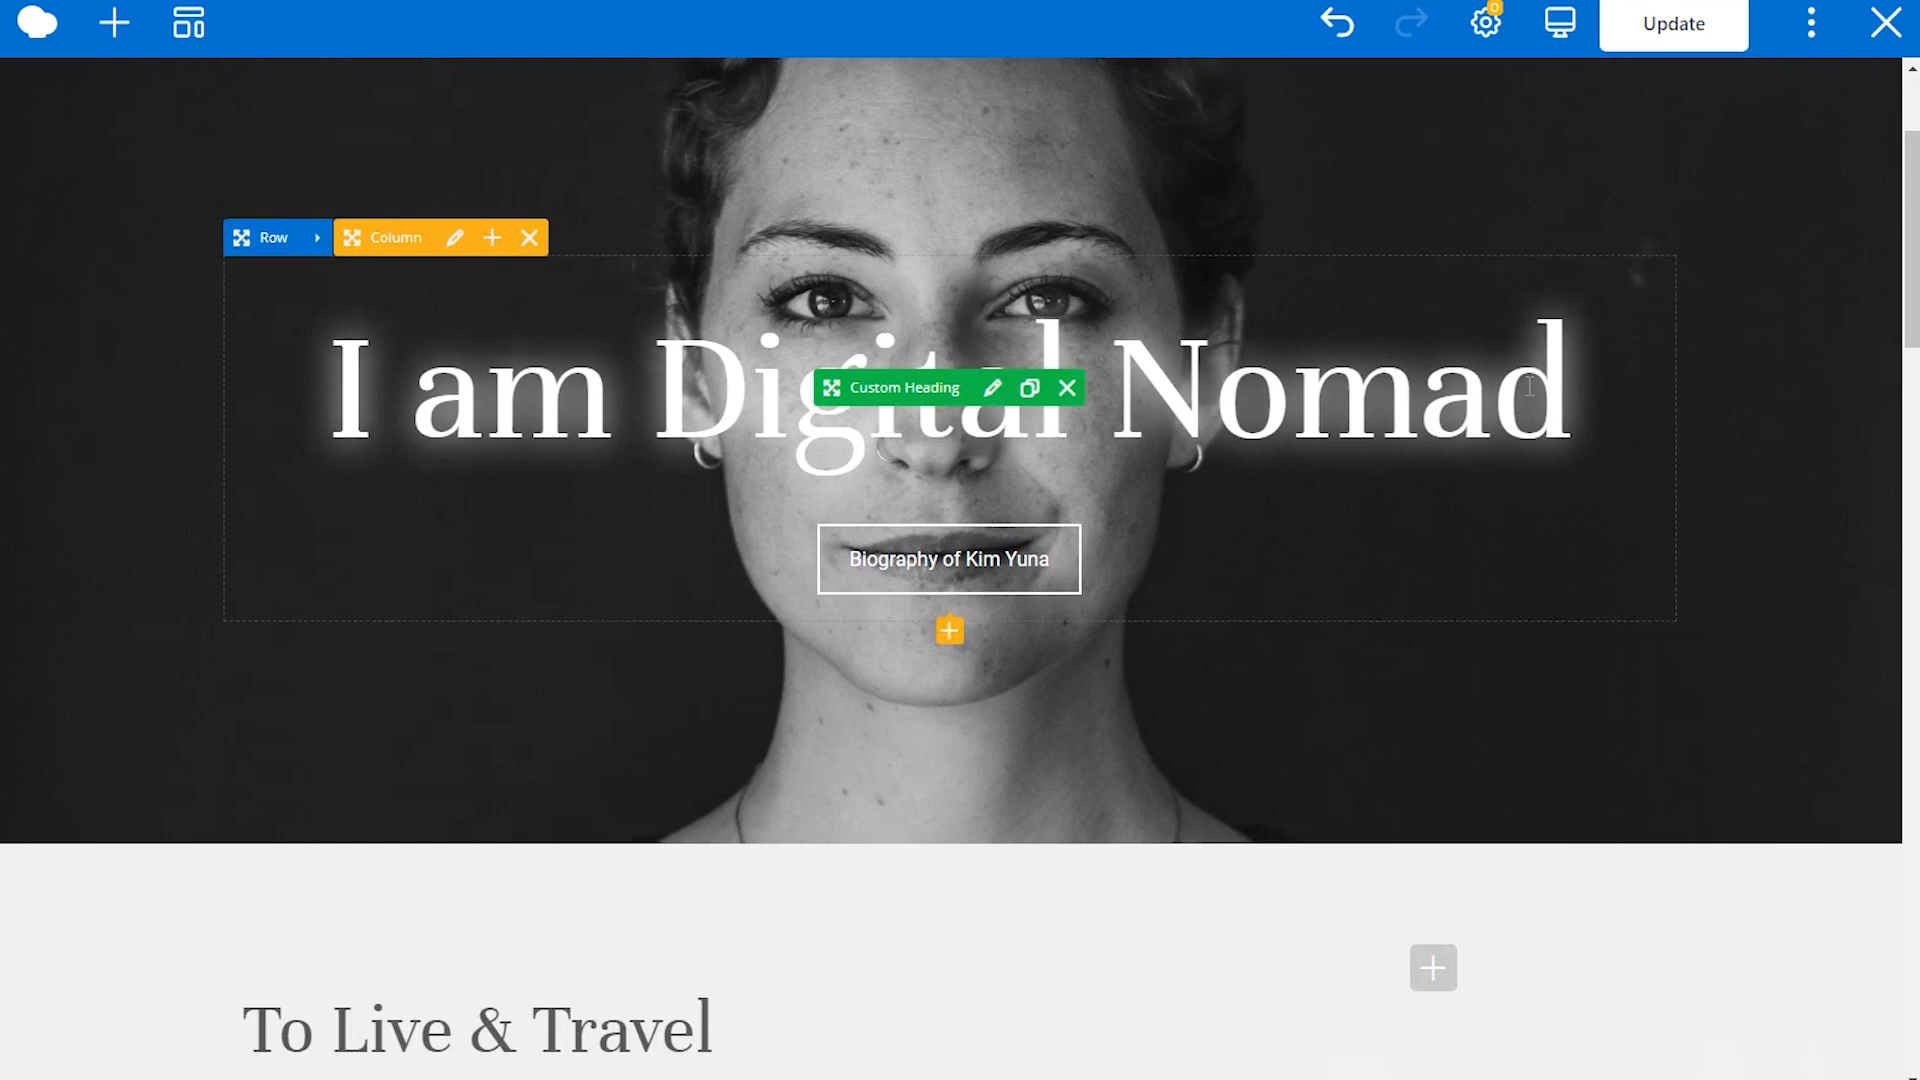 Update
Row
Column
I am Digital Nomad
Custom Heading
Biography of Kim Yuna
To Live & Travel